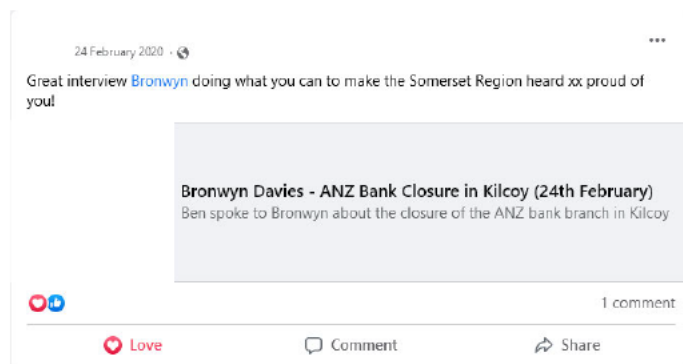 24 February 2020 ·
Great interview Bronwyn doing what you can to make the Somerset Region heard xx proud of
you!
Bronwyn Davies - ANZ Bank Closure in Kilcoy (24th February)
Ben spoke to Bronwyn about the closure of the ANZ bank branch in Kilcoy
1 comment
Love Comment Share